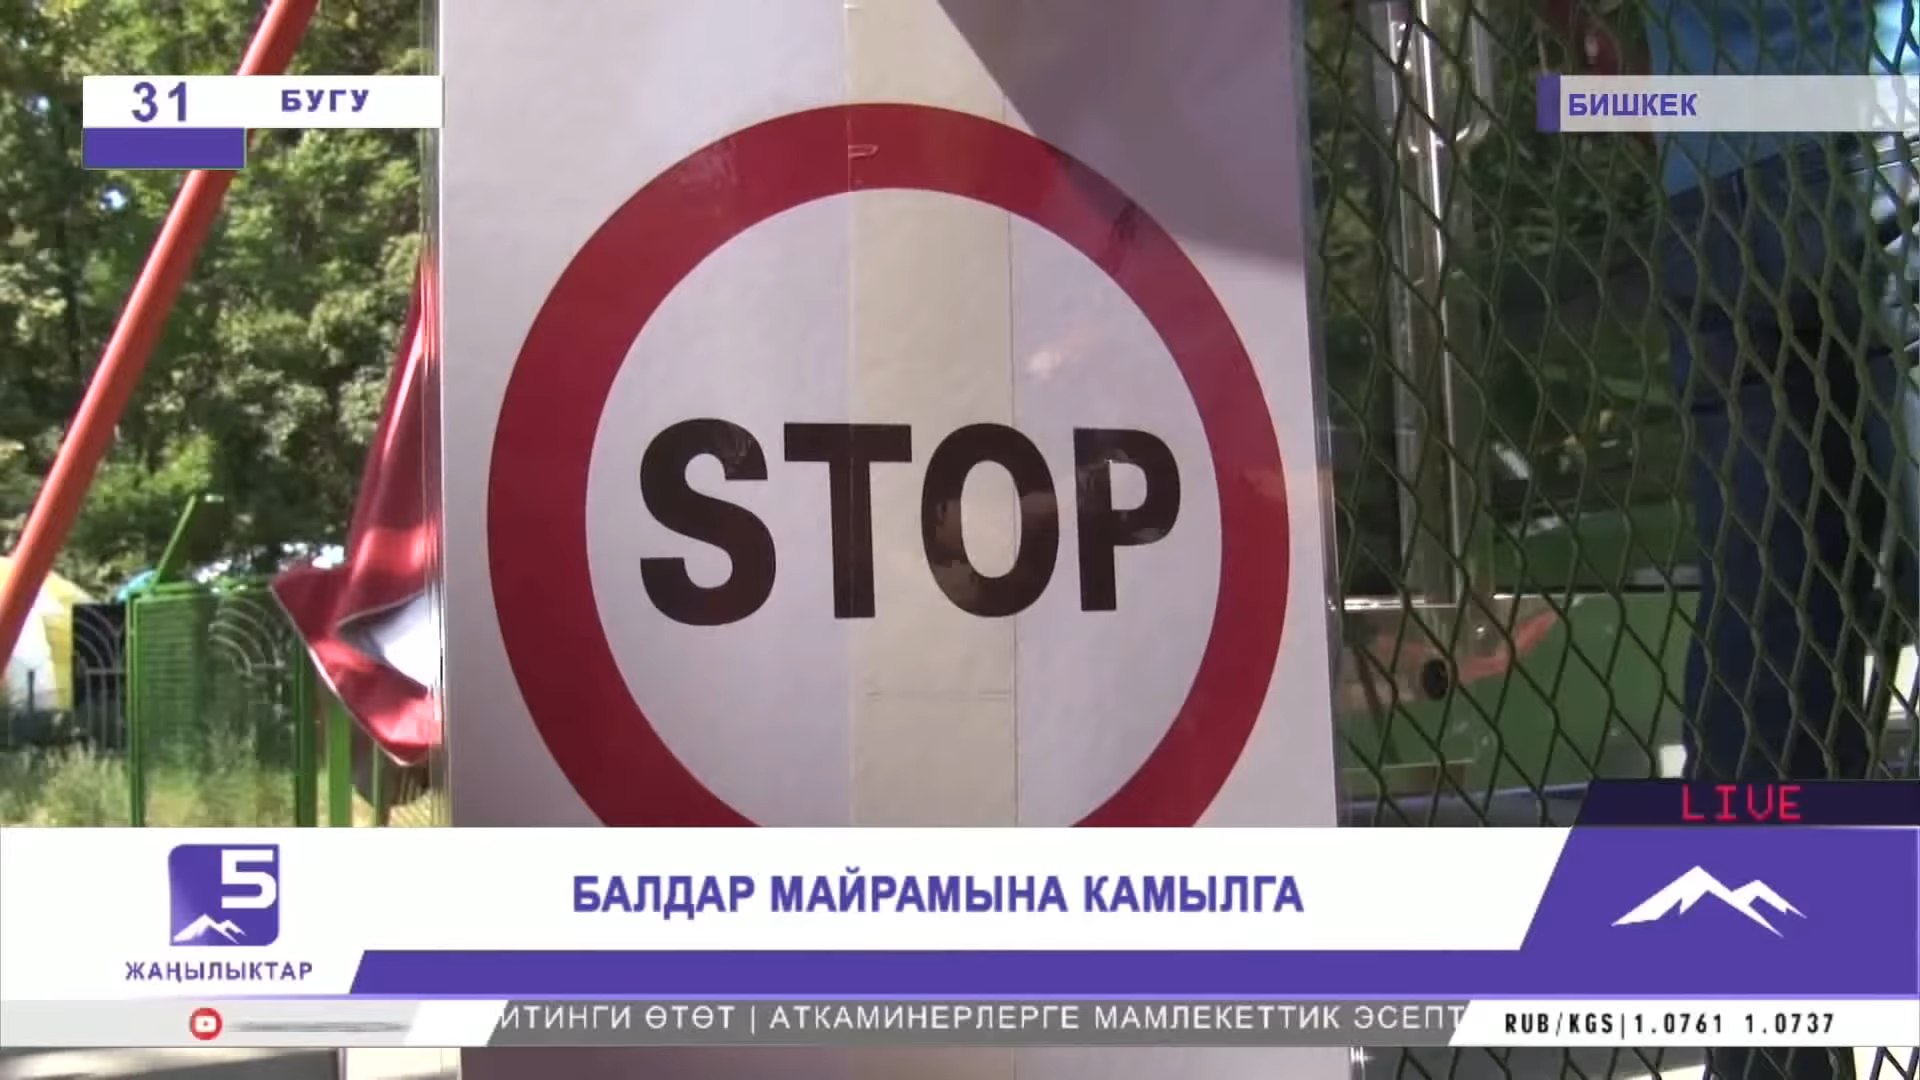 31 БУГУ
БИШКЕК
STOP
LIVE
5
БАЛДАР МАЙРАМЫНА КАМЫЛГА
ЖАҢЫЛЫКТАР
ИТИНГИ ӨТӨТ | АТКАМИНЕРЛЕРГЕ МАМЛЕКЕТТИК ЭСЕПТ
RUB/KGS|1.0761 1.0737